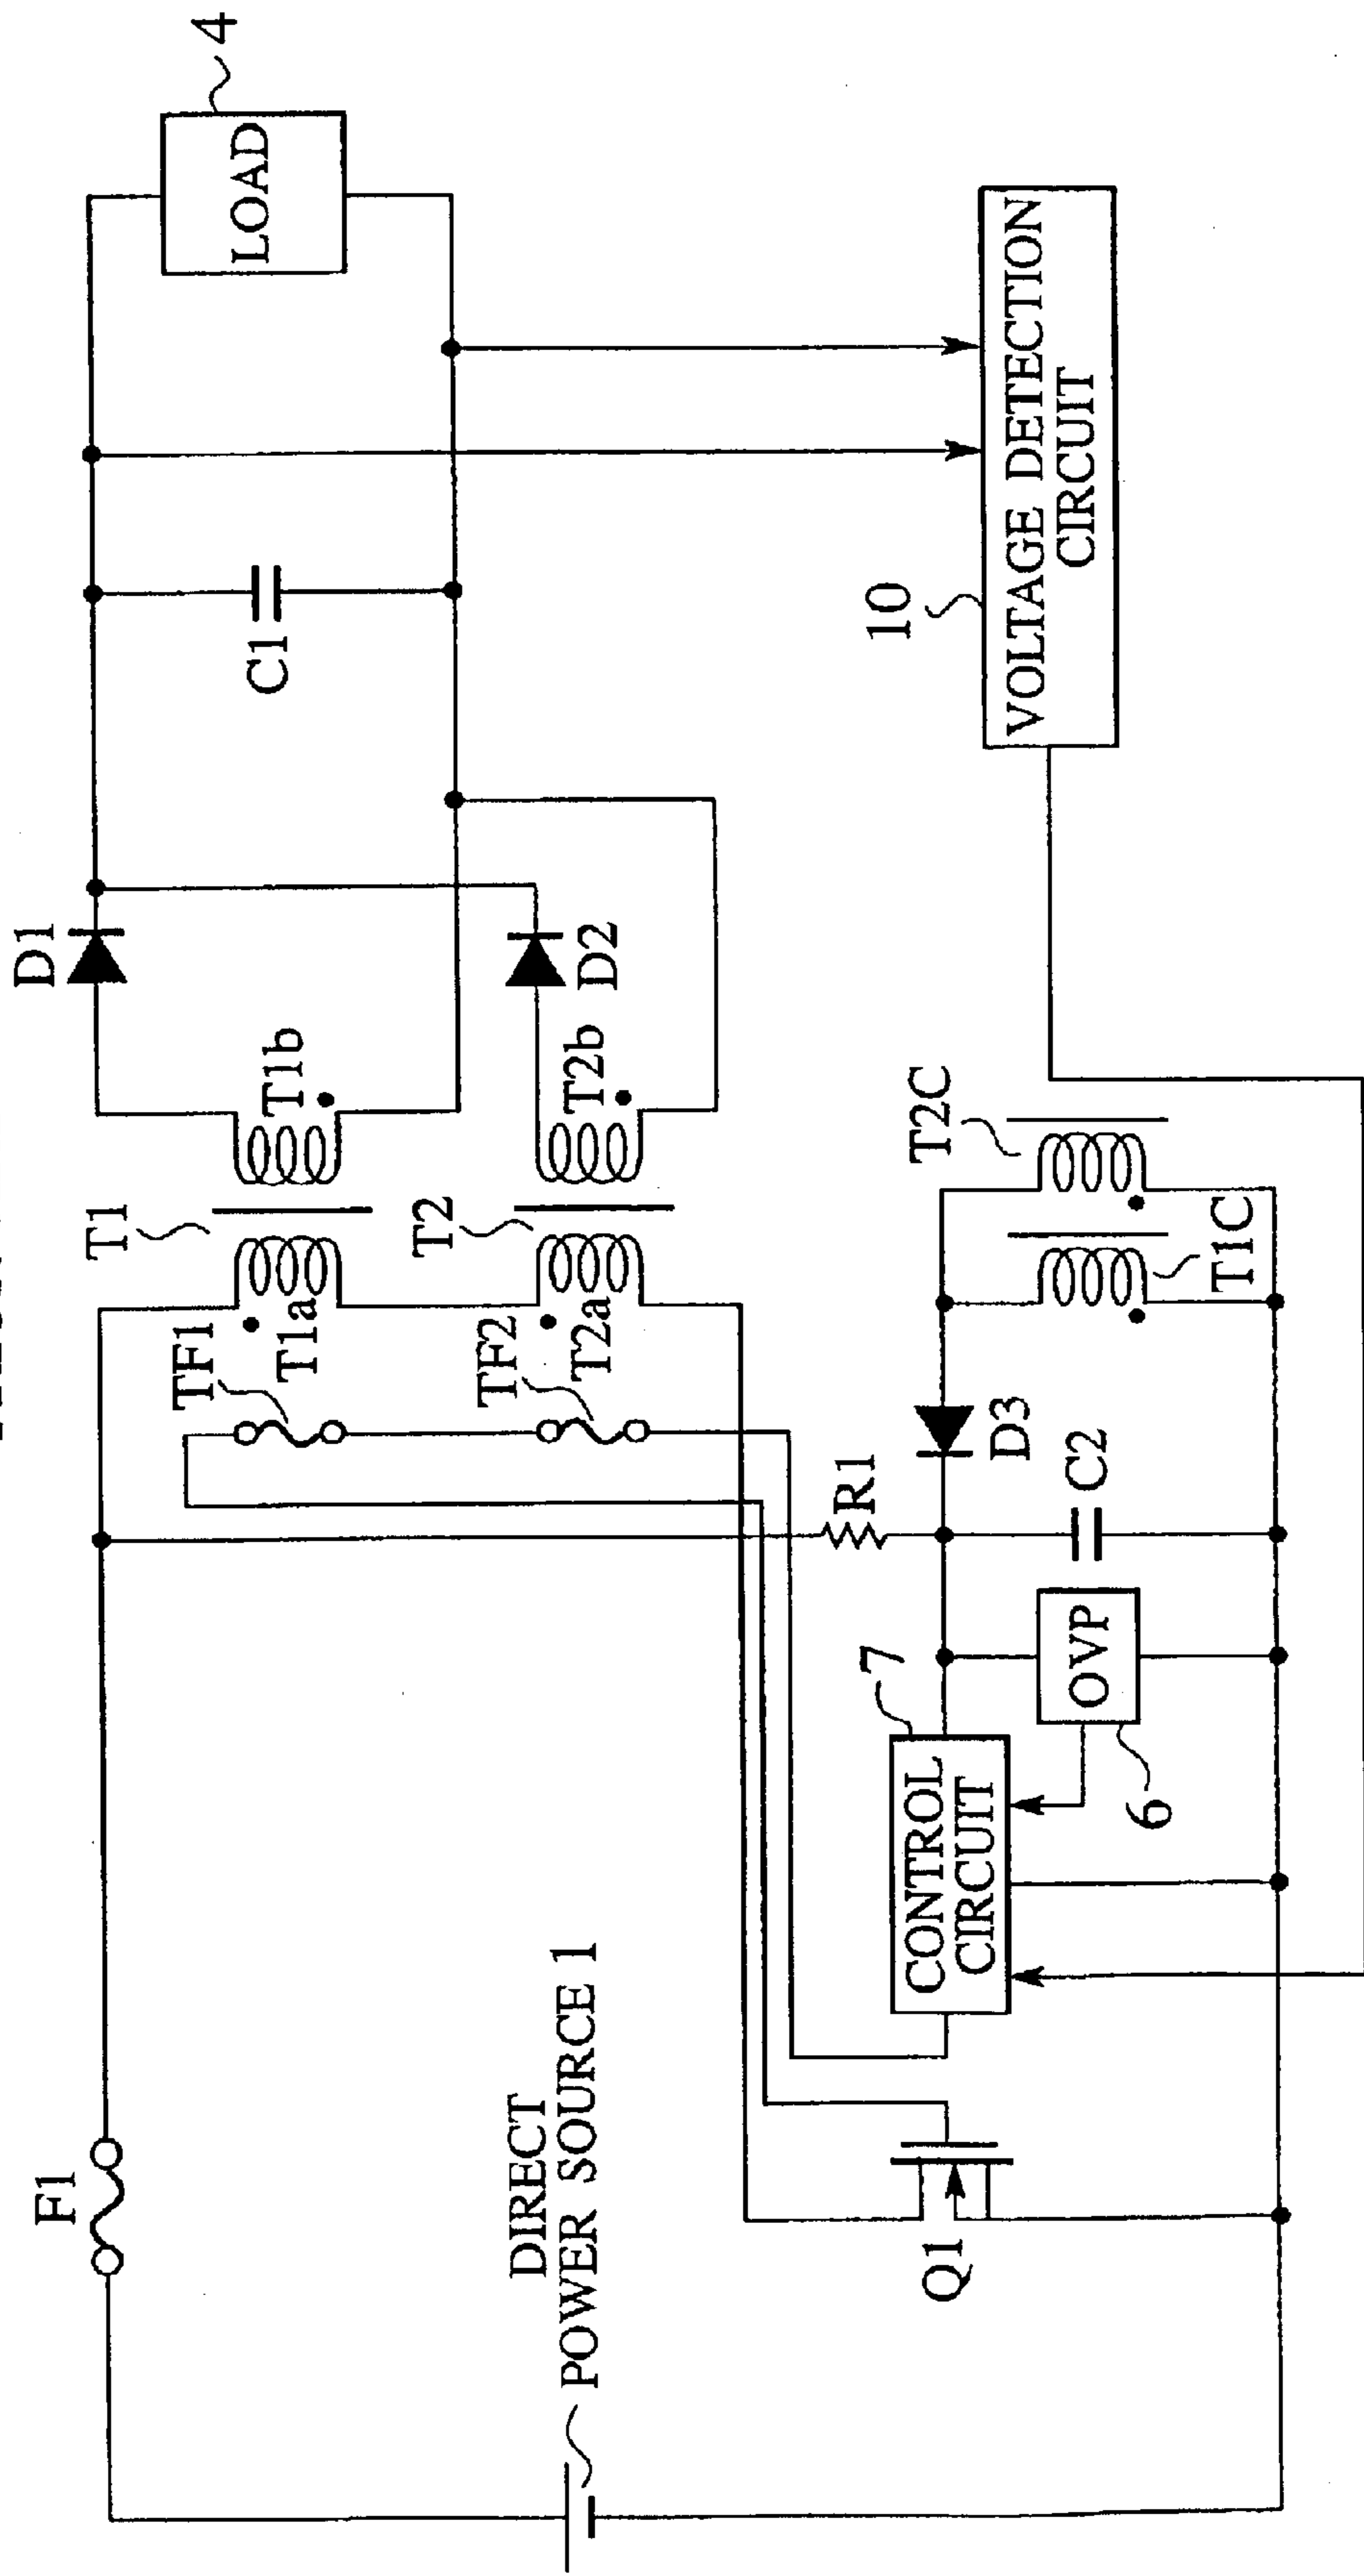 F1
DIRECT
POWER SOURCE 1
Q1
CONTROL
CIRCUIT
7
OVP
6
R1
C2
D3
TF1
TF2
T1
T1a
T1b
T2
T2a
T2b
T1C
T2C
D1
D2
C1
LOAD
4
10
VOLTAGE DETECTION
CIRCUIT